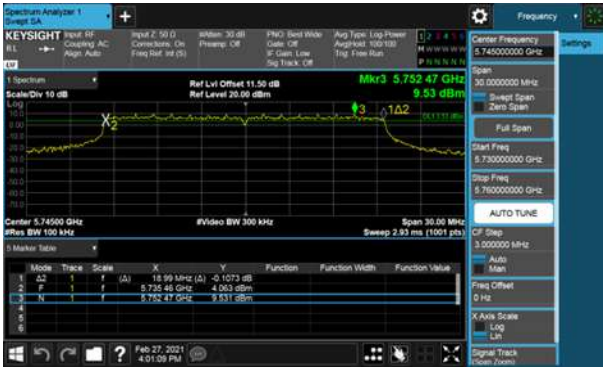 Spectrum Analyzer 1
Swept SA
+
Frequency
KEYSIGHT
Input: RF
Input Z: 50 Ω
#Atten: 30 dB
PNO: Best Wide
Avg Type: Log-Power
RL
Coupling: AC
Corrections: On
Preamp: Off
Gate: Off
Avg|Hold: 100/100
Align: Auto
Freq Ref: Int (S)
IF Gain: Low
Trig: Free Run
Sig Track: Off
1 Spectrum
Scale/Div 10 dB
Ref Lvl Offset 11.50 dB
Ref Level 20.00 dBm
Mkr3 5.752 47 GHz
9.53 dBm
Log
10.0
0.00
3
1Δ2
X2
Center 5.74500 GHz
#Res BW 100 kHz
#Video BW 300 kHz
Span 30.00 MHz
Sweep 2.93 ms (1001 pts)
5 Marker Table
Mode Trace Scale X Y Function Function Width Function Value
1 Δ2 1 f (Δ) 18.99 MHz (Δ) -0.1073 dB
2 F 1 f 5.735 46 GHz 4.063 dBm
3 N 1 f 5.752 47 GHz 9.531 dBm
4
5
6
Feb 27, 2021
4:01:09 PM
Center Frequency
5.745000000 GHz
Settings
Span
30.0000000 MHz
Swept Span
Zero Span
Full Span
Start Freq
5.730000000 GHz
Stop Freq
5.760000000 GHz
AUTO TUNE
CF Step
3.000000 MHz
Auto
Man
Freq Offset
0 Hz
X Axis Scale
Log
Lin
Signal Track
(Span Zoom)